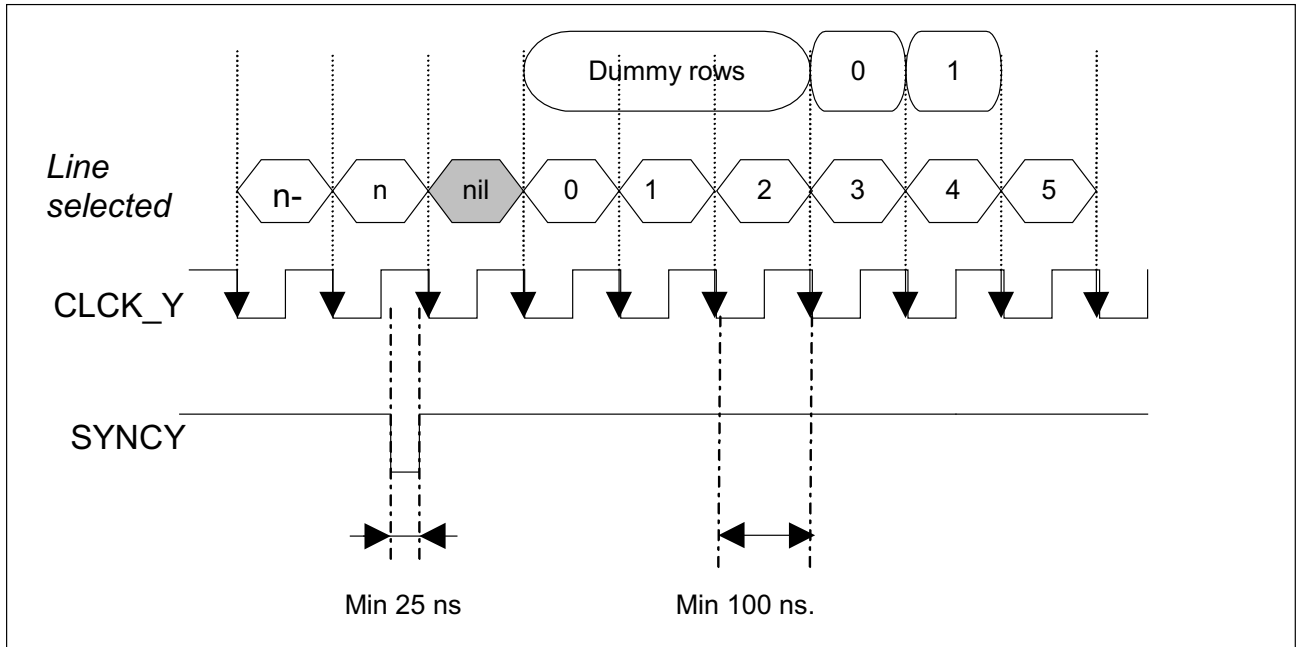 Dummy rows 0 1
Line
selected
n- n nil 0 1 2 3 4 5
CLCK_Y
SYNCY
Min 25 ns Min 100 ns.